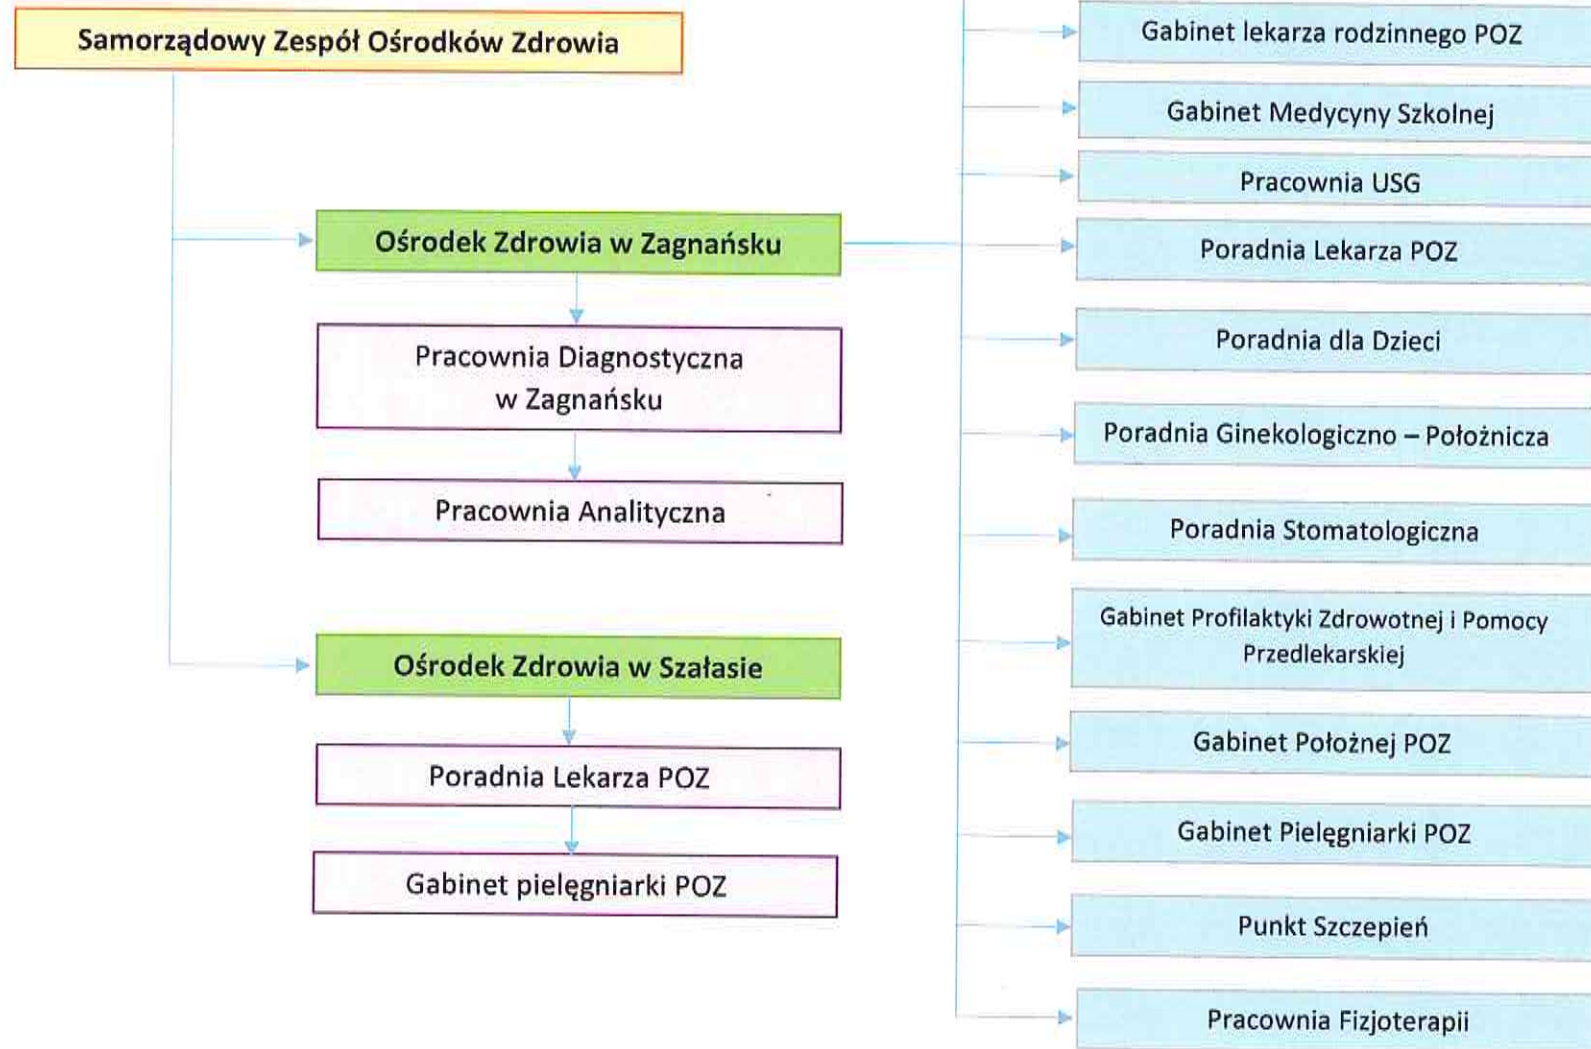 Samorządowy Zespół Ośrodków Zdrowia
Ośrodek Zdrowia w Zagnańsku
Pracownia Diagnostyczna
w Zagnańsku
Pracownia Analityczna
Ośrodek Zdrowia w Szałasie
Poradnia Lekarza POZ
Gabinet pielęgniarki POZ
Gabinet lekarza rodzinnego POZ
Gabinet Medycyny Szkolnej
Pracownia USG
Poradnia Lekarza POZ
Poradnia dla Dzieci
Poradnia Ginekologiczno – Położnicza
Poradnia Stomatologiczna
Gabinet Profilaktyki Zdrowotnej i Pomocy
Przedlekarskiej
Gabinet Położnej POZ
Gabinet Pielęgniarki POZ
Punkt Szczepień
Pracownia Fizjoterapii